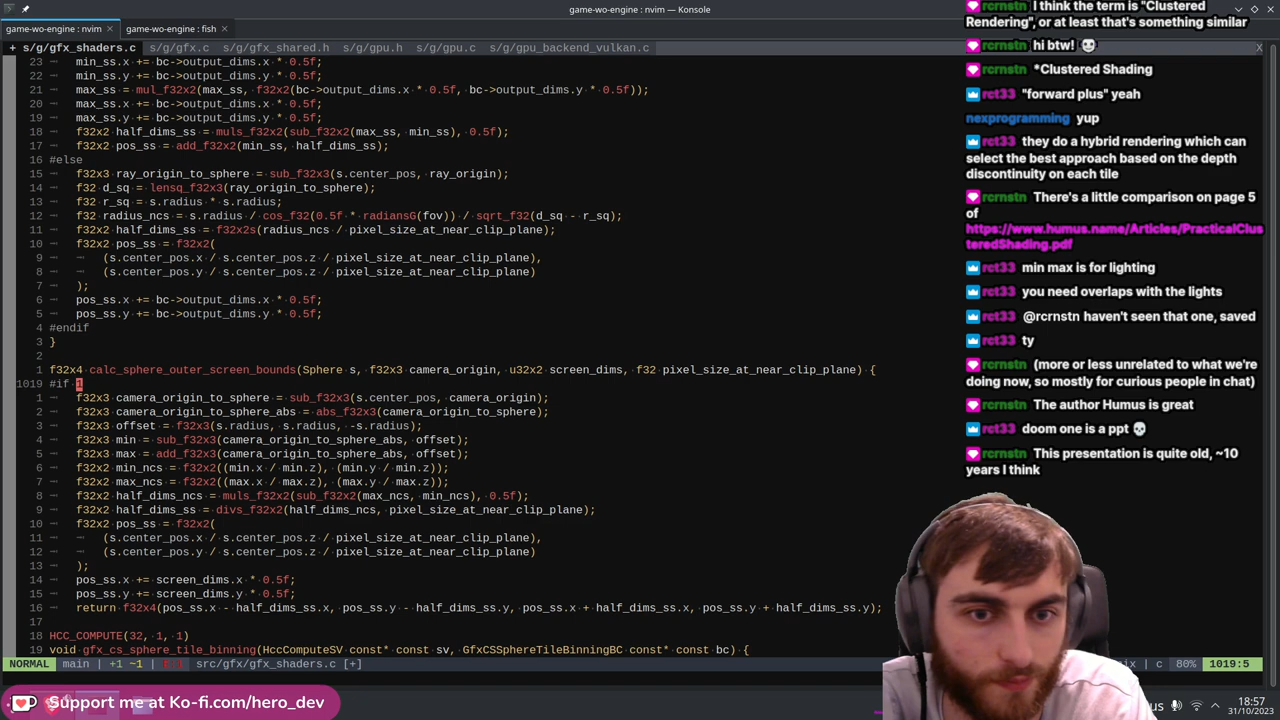 game-wo-engine : nvim — Konsole
game-wo-engine : nvim
game-wo-engine : fish
+ s/g/gfx_shaders.c s/g/gfx.c s/g/gfx_shared.h s/g/gpu.h s/g/gpu.c s/g/gpu_backend_vulkan.c X
23 min_ss.x += bc->output_dims.x * 0.5f;
22 min_ss.y += bc->output_dims.y * 0.5f;
21 max_ss = mul_f32x2(max_ss, f32x2(bc->output_dims.x * 0.5f, bc->output_dims.y * 0.5f));
20 max_ss.x += bc->output_dims.x * 0.5f;
19 max_ss.y += bc->output_dims.y * 0.5f;
18 f32x2 half_dims_ss = muls_f32x2(sub_f32x2(max_ss, min_ss), 0.5f);
17 f32x2 pos_ss = add_f32x2(min_ss, half_dims_ss);
16 #else
15 f32x3 ray_origin_to_sphere = sub_f32x3(s.center_pos, ray_origin);
14 f32 d_sq = lensq_f32x3(ray_origin_to_sphere);
13 f32 r_sq = s.radius * s.radius;
12 f32 radius_ncs = s.radius / cos_f32(0.5f * radiansG(fov)) / sqrt_f32(d_sq - r_sq);
11 f32x2 half_dims_ss = f32x2s(radius_ncs / pixel_size_at_near_clip_plane);
10 f32x2 pos_ss = f32x2(
9 (s.center_pos.x / s.center_pos.z / pixel_size_at_near_clip_plane),
8 (s.center_pos.y / s.center_pos.z / pixel_size_at_near_clip_plane),
7 );
6 pos_ss.x += bc->output_dims.x * 0.5f;
5 pos_ss.y += bc->output_dims.y * 0.5f;
4 #endif
3 }
2
1 f32x4 calc_sphere_outer_screen_bonds(Sphere s, f32x3 camera_origin, u32x2 screen_dims, f32 pixel_size_at_near_clip_plane) {
1019 #if 1
1 f32x3 camera_origin_to_sphere = sub_f32x3(s.center_pos, camera_origin);
2 f32x3 camera_origin_to_sphere_abs = abs_f32x3(camera_origin_to_sphere);
3 f32x3 offset = f32x3(s.radius, s.radius, -s.radius);
4 f32x3 min = sub_f32x3(camera_origin_to_sphere_abs, offset);
5 f32x3 max = add_f32x3(camera_origin_to_sphere_abs, offset);
6 f32x2 min_ncs = f32x2((min.x / min.z), (min.y / min.z));
7 f32x2 max_ncs = f32x2((max.x / max.z), (max.y / max.z));
8 f32x2 half_dims_ncs = muls_f32x2(sub_f32x2(max_ncs, min_ncs), 0.5f);
9 f32x2 half_dims_ss = divs_f32x2(half_dims_ncs, pixel_size_at_near_clip_plane);
10 f32x2 pos_ss = f32x2(
11 (s.center_pos.x / s.center_pos.z / pixel_size_at_near_clip_plane),
12 (s.center_pos.y / s.center_pos.z / pixel_size_at_near_clip_plane)
13 );
14 pos_ss.x += screen_dims.x * 0.5f;
15 pos_ss.y += screen_dims.y * 0.5f;
16 return f32x4(pos_ss.x - half_dims_ss.x, pos_ss.y - half_dims_ss.y, pos_ss.x + half_dims_ss.x, pos_ss.y + half_dims_ss.y);
17
18 HCC_COMPUTE(32, 1, 1)
19 void gfx_cs_sphere_tile_binning(HccComputeSV const* const sv, GfxCSSphereTileBinningBC const* const bc) {
NORMAL main | +1 ~1 | src/gfx/gfx_shaders.c [+] | c 80% 1019:5
Support me at Ko-fi.com/hero_dev
18:57
31/10/2023
rcrnstn I think the term is "Clustered
Rendering", or at least that's something similar
rcrnstn hi btw!
rcrnstn *Clustered Shading
rct33 "forward plus" yeah
nexprogramming yup
rct33 they do a hybrid rendering which can
select the best approach based on the depth
discontinuity on each tile
rcrnstn There's a little comparison on page 5
of
https://www.humus.name/Articles/PracticalClus
teredShading.pdf
rct33 min max is for lighting
rct33 you need overlaps with the lights
rct33 @rcrnstn haven't seen that one, saved
rct33 ty
rcrnstn (more or less unrelated to what we're
doing now, so mostly for curious people in chat)
rcrnstn The author Humus is great
rct33 doom one is a ppt
rcrnstn This presentation is quite old, ~10
years I think